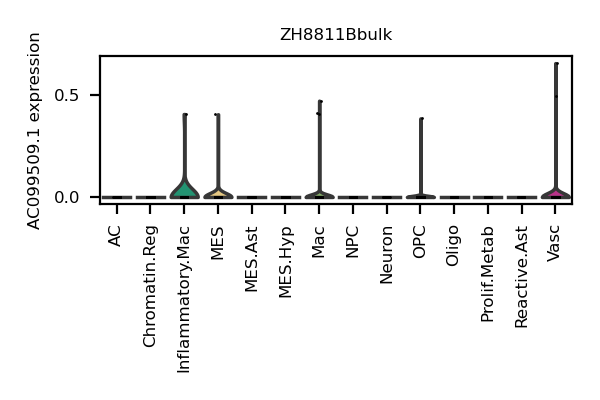 ZH8811Bbulk
AC099509.1 expression
0.5
0.0
AC
Chromatin.Reg
Inflammatory.Mac
MES
MES.Ast
MES.Hyp
Mac
NPC
Neuron
OPC
Oligo
Prolif.Metab
Reactive.Ast
Vasc